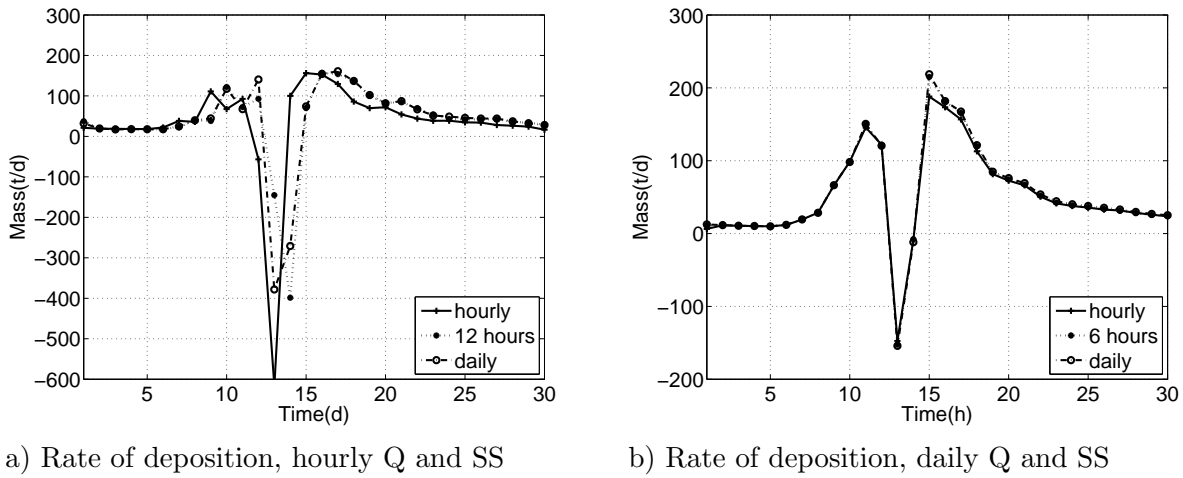 300
200
100
0
−100
−200
−300
−400
−500
−600
Mass(t/d)
5 10 15 20 25 30
Time(d)
hourly
12 hours
daily
a) Rate of deposition, hourly Q and SS
300
200
100
0
−100
−200
Mass(t/d)
5 10 15 20 25 30
Time(h)
hourly
6 hours
daily
b) Rate of deposition, daily Q and SS